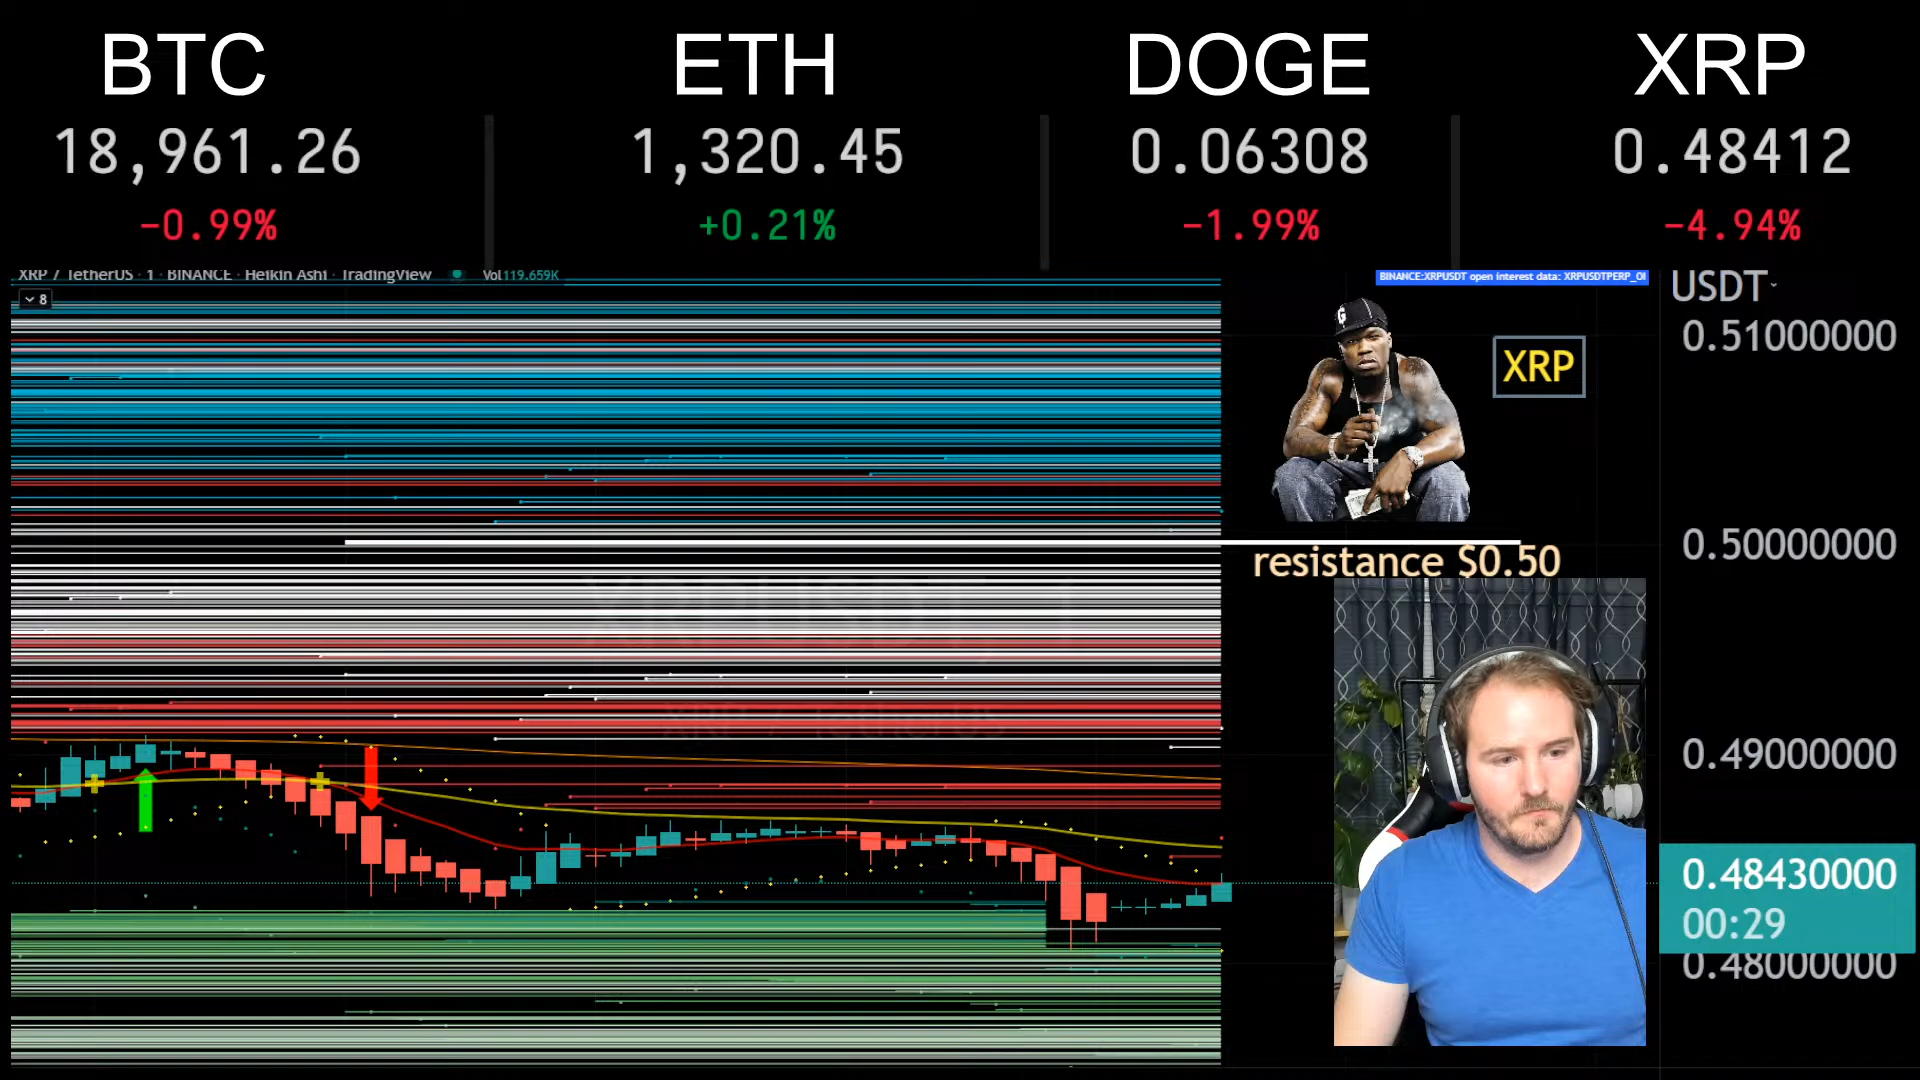 BTC ETH DOGE XRP
18,961.26 1,320.45 0.06308 0.48412
-0.99% +0.21% -1.99% -4.94%
XRP / TetherUS · 1 · BINANCE · Heikin Ashi · TradingView Vol119.659K
BINANCE:XRPUSDT open interest data: XRPUSDTPERP_OI
USDT
8
0.51000000
XRP
0.50000000
resistance $0.50
0.49000000
0.48430000
00:29
0.48000000